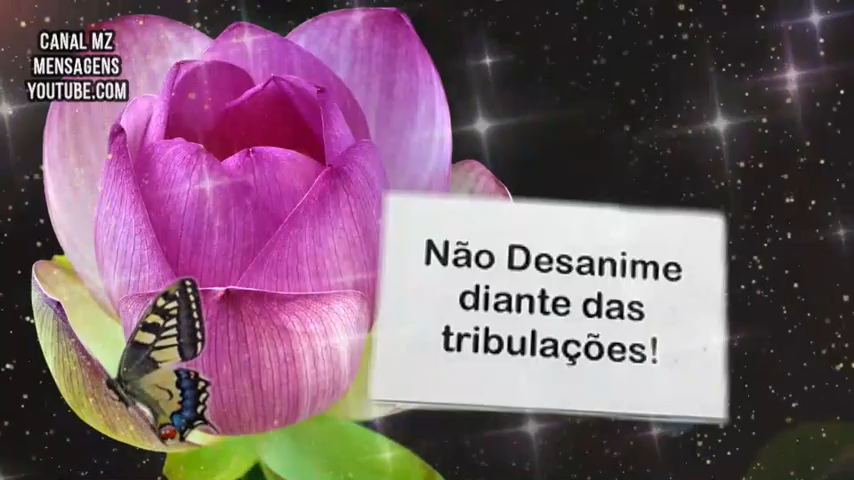 CANAL MZ
MENSAGENS
YOUTUBE.COM
Não Desanime
diante das
tribulações!